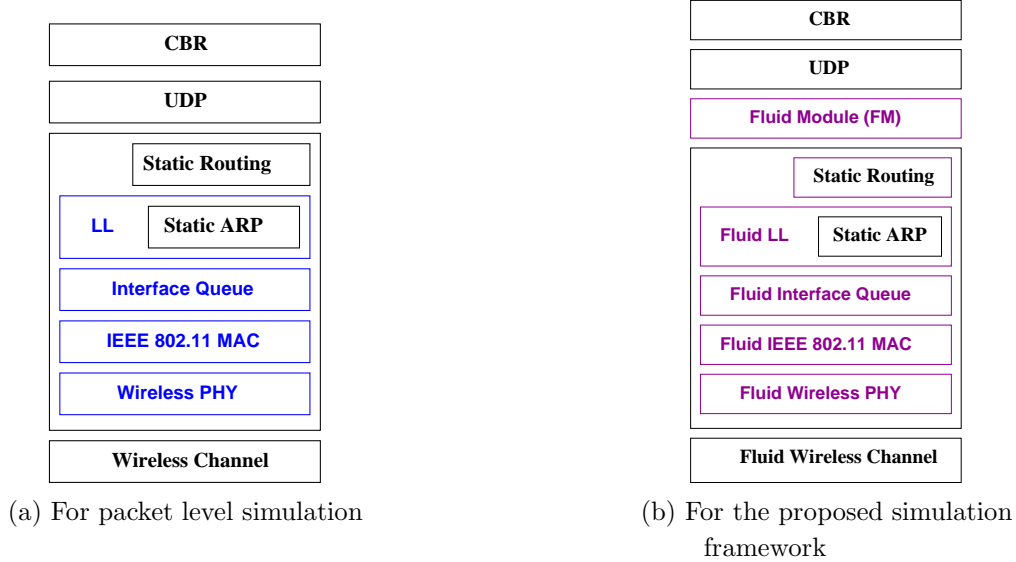 CBR
UDP
Static Routing
LL
Static ARP
Interface Queue
IEEE 802.11 MAC
Wireless PHY
Wireless Channel
(a) For packet level simulation
CBR
UDP
Fluid Module (FM)
Static Routing
Fluid LL
Static ARP
Fluid Interface Queue
Fluid IEEE 802.11 MAC
Fluid Wireless PHY
Fluid Wireless Channel
(b) For the proposed simulation
framework